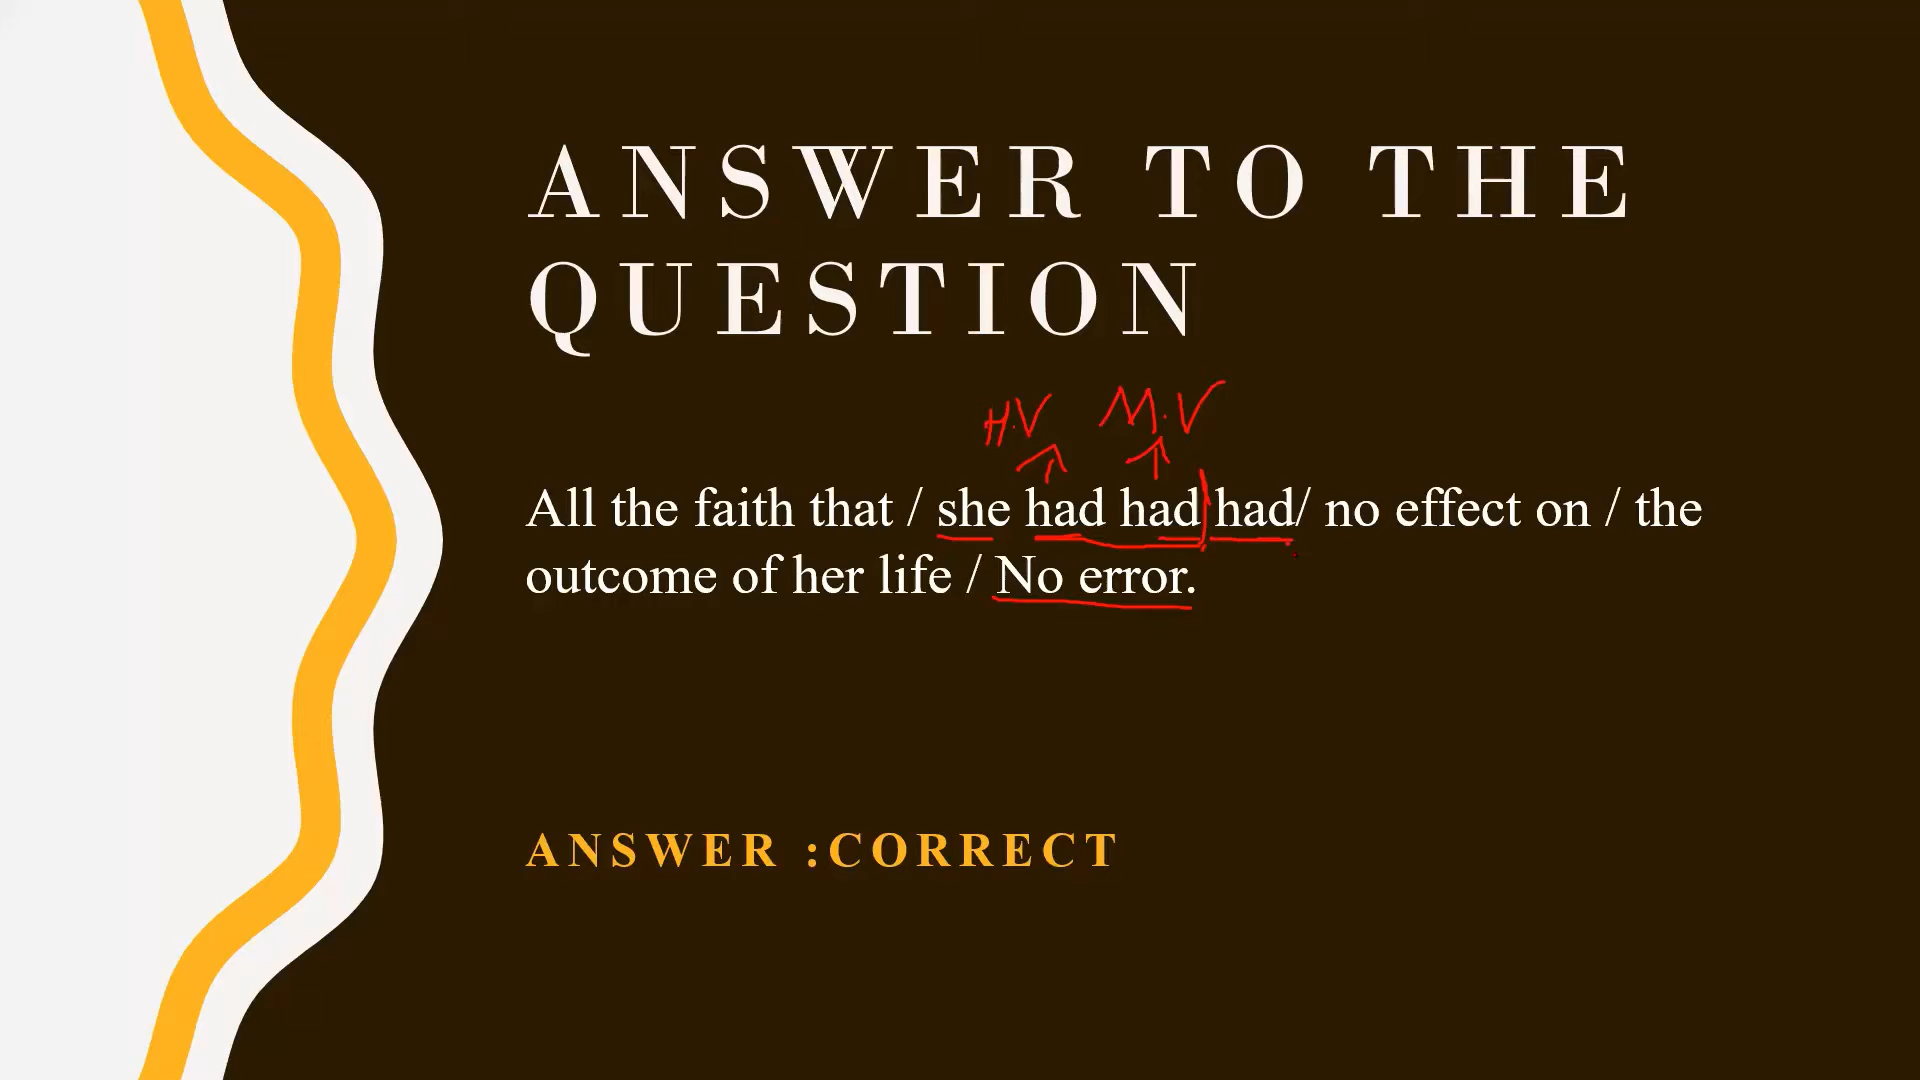 ANSWER TO THE
QUESTION
H.V M.V
All the faith that / she had had had/ no effect on / the
outcome of her life / No error.
ANSWER :CORRECT